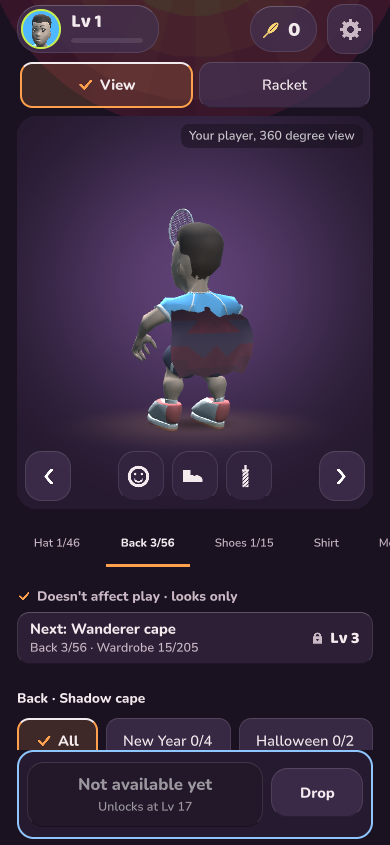 Lv 1
0
View
Racket
Your player, 360 degree view
Hat 1/46
Back 3/56
Shoes 1/15
Shirt
Doesn't affect play · looks only
Next: Wanderer cape
Back 3/56 · Wardrobe 15/205
Lv 3
Back · Shadow cape
All
New Year 0/4
Halloween 0/2
Not available yet
Unlocks at Lv 17
Drop